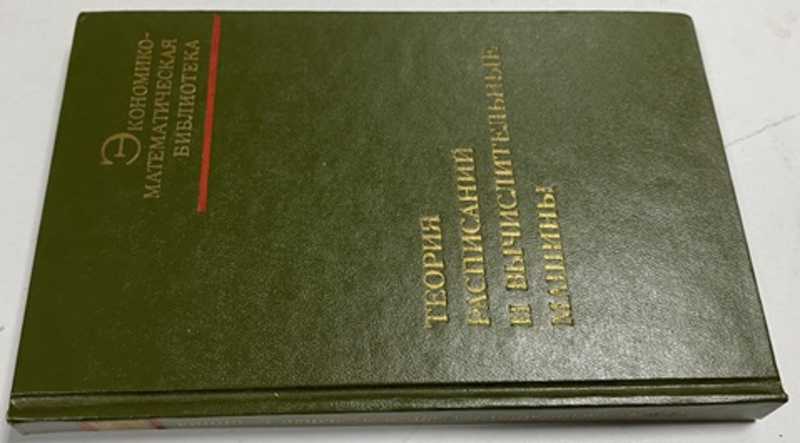 Экономико-
математическая
библиотека
ТЕОРИЯ
РАСПИСАНИЙ
И ВЫЧИСЛИТЕЛЬНЫЕ
МАШИНЫ